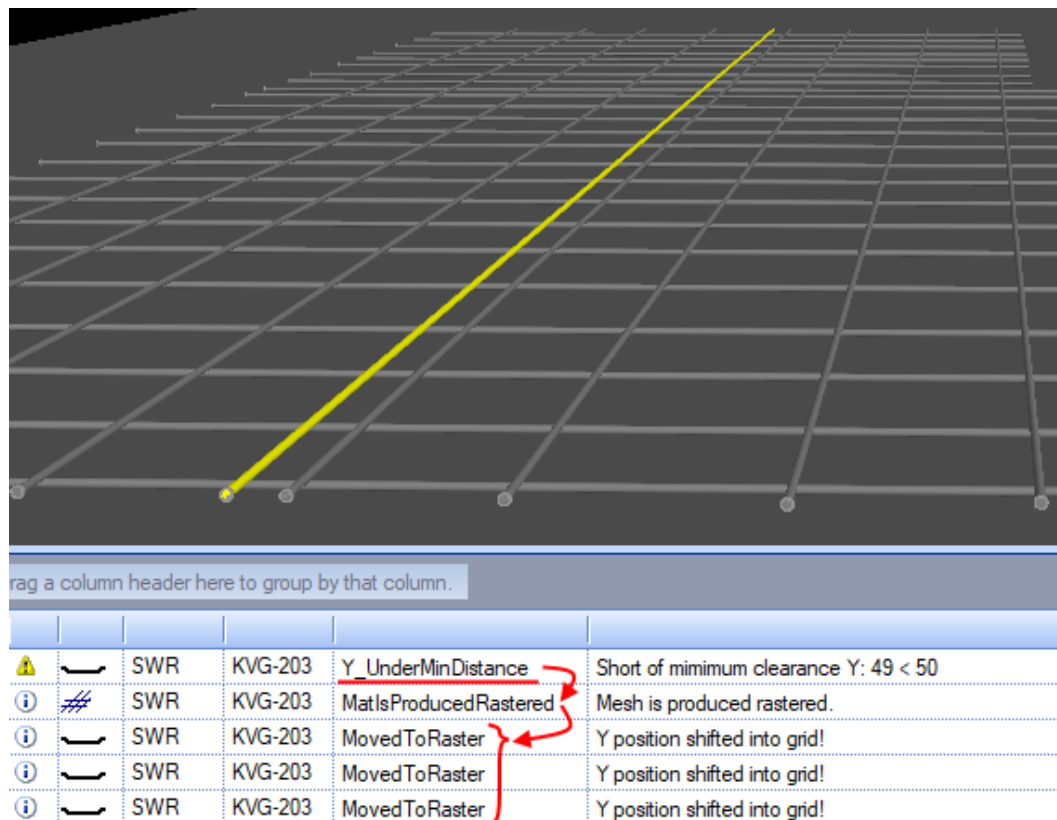 rag a column header here to group by that column.
SWR KVG-203 Y_UnderMinDistance Short of mimimum clearance Y: 49 < 50
SWR KVG-203 MatIsProducedRastered Mesh is produced rastered.
SWR KVG-203 MovedToRaster Y position shifted into grid!
SWR KVG-203 MovedToRaster Y position shifted into grid!
SWR KVG-203 MovedToRaster Y position shifted into grid!